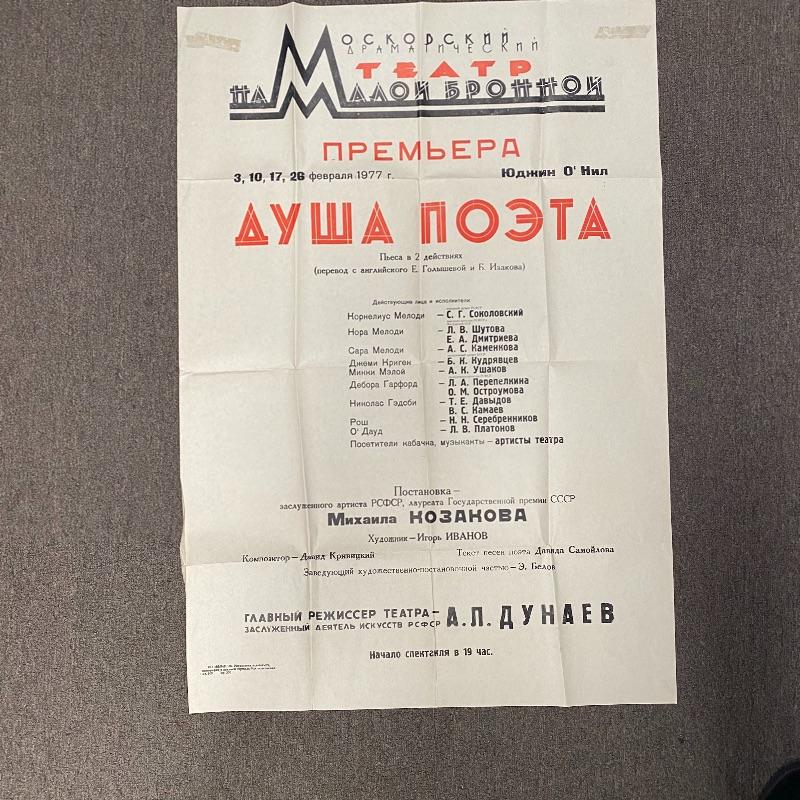 Московский
драматический
театр
на Малой Бронной
ПРЕМЬЕРА
3, 10, 17, 26 февраля 1977 г.
Юджин О' Нил
ДУША ПОЭТА
Пьеса в 2 действиях
(перевод с английского Е. Голышевой и Б. Изакова)
Действующие лица и исполнители
Корнелиус Мелоди — С. Г. Соколовский
Нора Мелоди — Л. В. Шутова
Е. А. Дмитриева
Сара Мелоди — А. С. Каменкова
Джеми Криген — Б. К. Кудрявцев
Микки Мэлой — А. К. Ушаков
Дебора Гарфорд — Л. А. Перепелкина
О. М. Остроумова
Николас Гэдсби — Т. Е. Давыдов
В. С. Камаев
Рош — Н. Н. Серебренников
О' Дауд — Л. В. Платонов
Посетители кабачка, музыканты — артисты театра
Постановка —
заслуженного артиста РСФСР, лауреата Государственной премии СССР
Михаила КОЗАКОВА
Художник — Игорь ИВАНОВ
Композитор — Давид Кривицкий
Текст песен поэта Давида Самойлова
Заведующий художественно-постановочной частью — Э. Белов
ГЛАВНЫЙ РЕЖИССЕР ТЕАТРА —
ЗАСЛУЖЕННЫЙ ДЕЯТЕЛЬ ИСКУССТВ РСФСР
А.Л. ДУНАЕВ
Начало спектакля в 19 час.